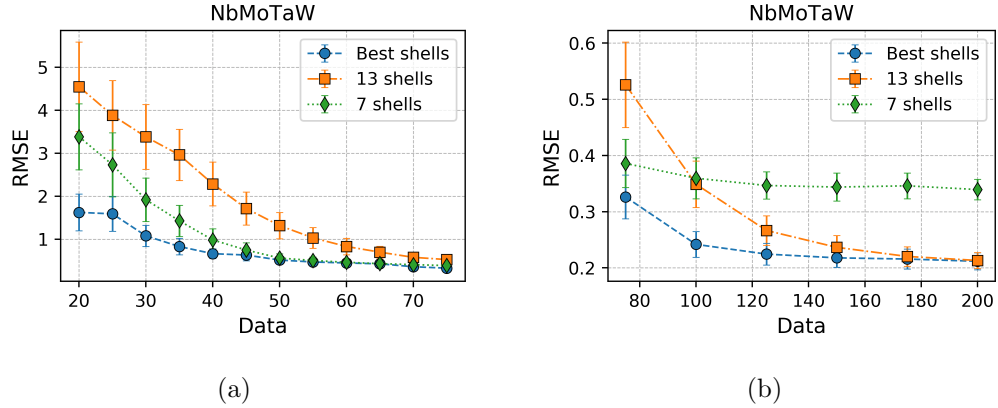 NbMoTaW
RMSE
5
4
3
2
1
20
30
40
50
60
70
Data
Best shells
13 shells
7 shells
(a)
NbMoTaW
RMSE
0.6
0.5
0.4
0.3
0.2
80
100
120
140
160
180
200
Data
Best shells
13 shells
7 shells
(b)